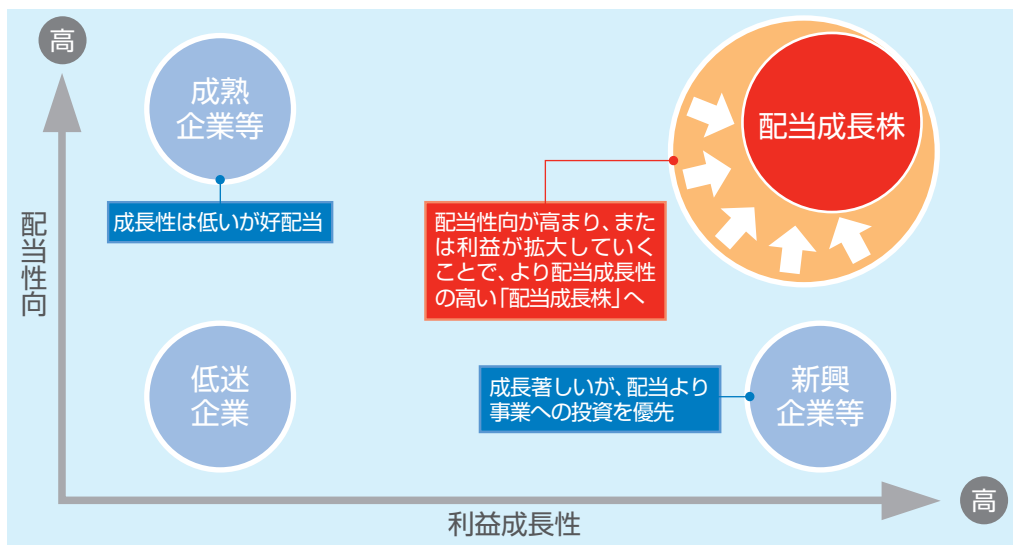 高
成熟
企業等
成長性は低いが好配当
配当成長株
配当性向が高まり、また
は利益が拡大していく
ことで、より配当成長性
の高い「配当成長株」へ
配当性向
低迷
企業
成長著しいが、配当より
事業への投資を優先
新興
企業等
利益成長性
高